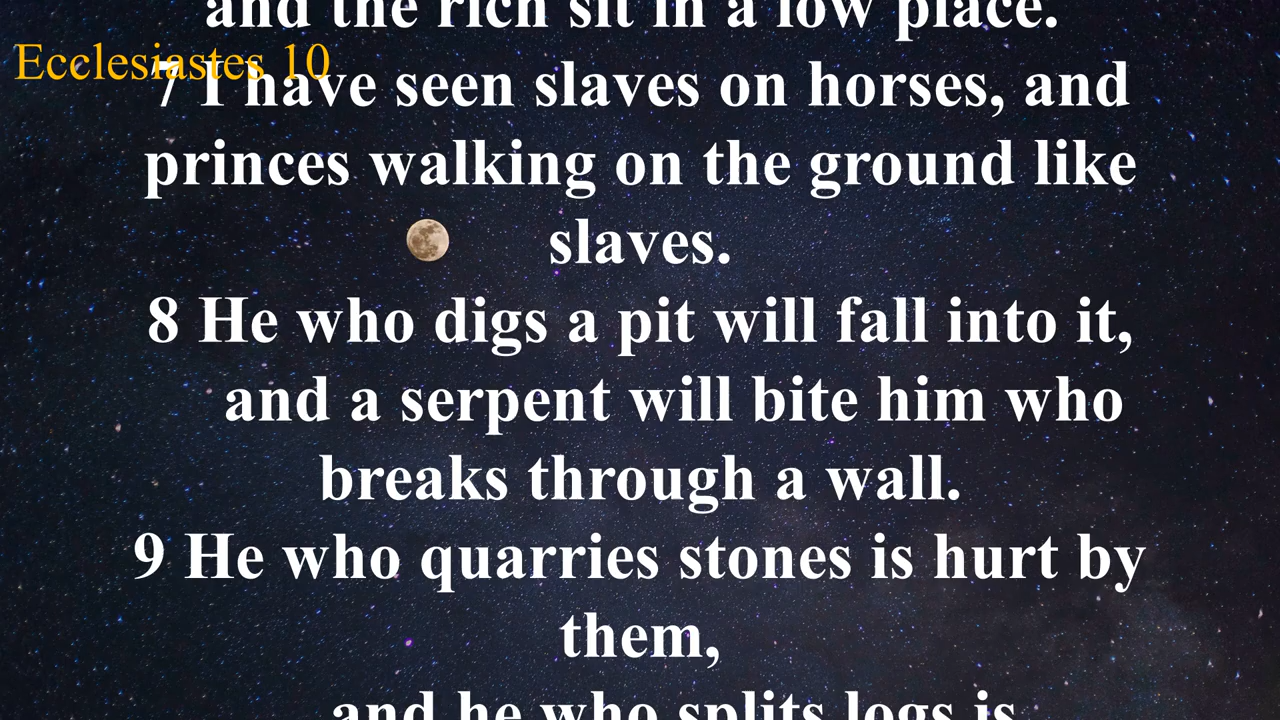 and the rich sit in a low place.
Ecclesiastes 10
7 I have seen slaves on horses, and
princes walking on the ground like
slaves.
8 He who digs a pit will fall into it,
and a serpent will bite him who
breaks through a wall.
9 He who quarries stones is hurt by
them,
and he who splits logs is